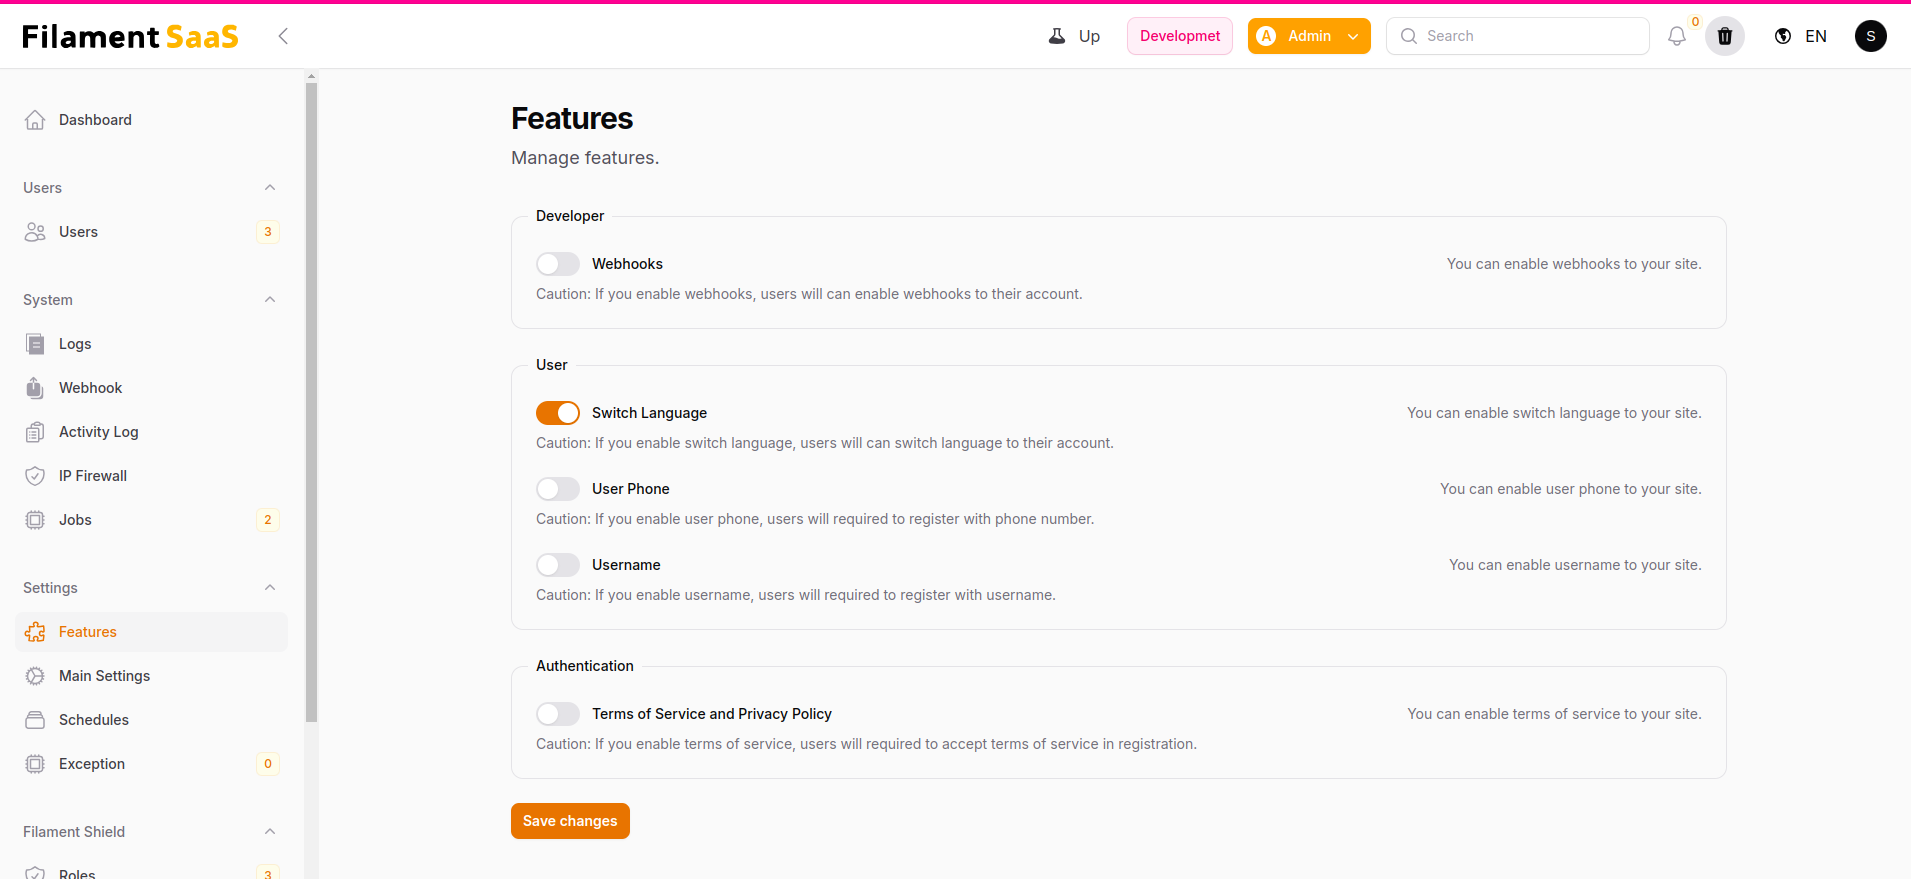 Filament SaaS
Up
Developmet
A Admin
Search
0
EN
S
Dashboard
Users
Users 3
System
Logs
Webhook
Activity Log
IP Firewall
Jobs 2
Settings
Features
Main Settings
Schedules
Exception 0
Filament Shield
Roles 3
Features
Manage features.
Developer
Webhooks You can enable webhooks to your site.
Caution: If you enable webhooks, users will can enable webhooks to their account.
User
Switch Language You can enable switch language to your site.
Caution: If you enable switch language, users will can switch language to their account.
User Phone You can enable user phone to your site.
Caution: If you enable user phone, users will required to register with phone number.
Username You can enable username to your site.
Caution: If you enable username, users will required to register with username.
Authentication
Terms of Service and Privacy Policy You can enable terms of service to your site.
Caution: If you enable terms of service, users will required to accept terms of service in registration.
Save changes